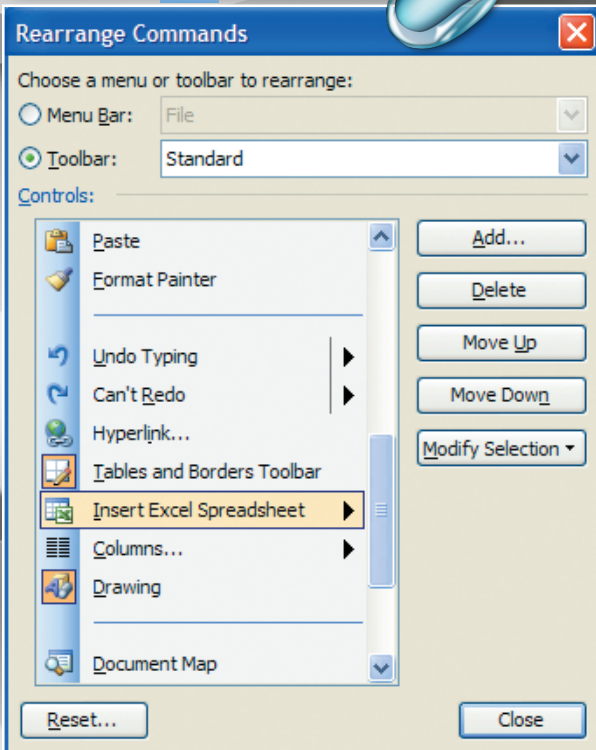 Rearrange Commands
Choose a menu or toolbar to rearrange:
Menu Bar: File
Toolbar: Standard
Controls:
Paste
Format Painter
Undo Typing
Can't Redo
Hyperlink...
Tables and Borders Toolbar
Insert Excel Spreadsheet
Columns...
Drawing
Document Map
Add...
Delete
Move Up
Move Down
Modify Selection
Reset...
Close